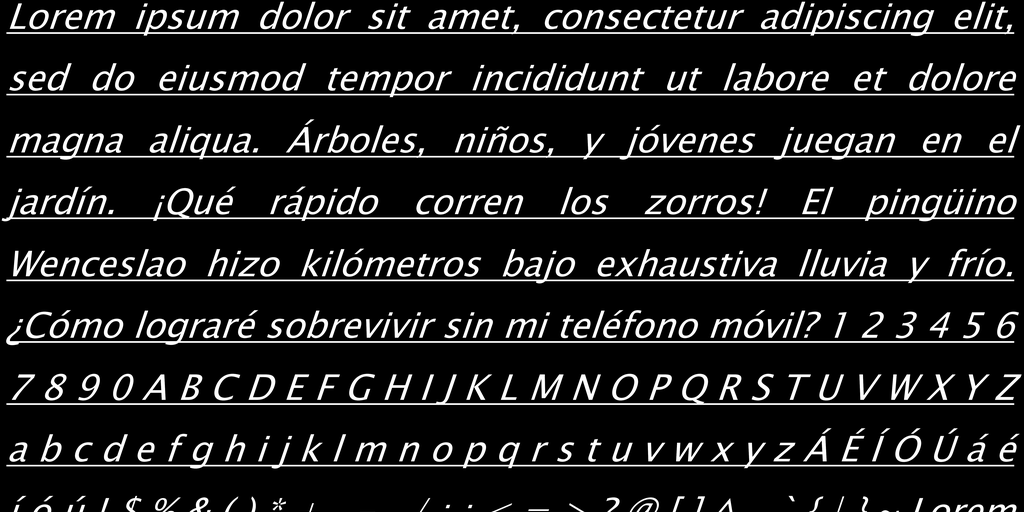 Lorem ipsum dolor sit amet, consectetur adipiscing elit,
sed do eiusmod tempor incididunt ut labore et dolore
magna aliqua. Árboles, niños, y jóvenes juegan en el
jardín. ¡Qué rápido corren los zorros! El pingüino
Wenceslao hizo kilómetros bajo exhaustiva lluvia y frío.
¿Cómo lograré sobrevivir sin mi teléfono móvil? 1 2 3 4 5 6
7 8 9 0 A B C D E F G H I J K L M N O P Q R S T U V W X Y Z
a b c d e f g h i j k l m n o p q r s t u v w x y z Á É Í Ó Ú á é
í ó ú ! $ % & ( ) * + / : ; < = > ? @ [ ] ^ ` { | } ~ Lorem